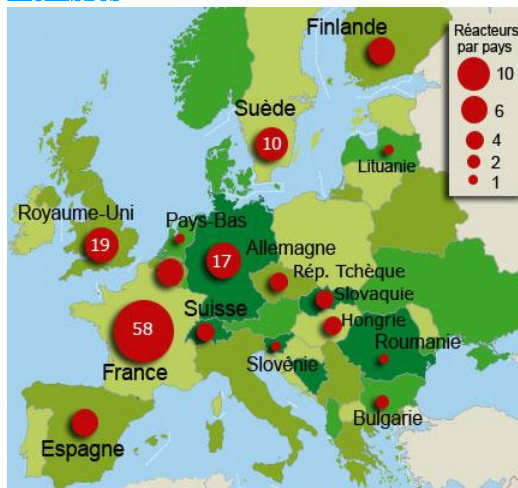 Finlande
Réacteurs
par pays
10
6
4
2
1
Suède
10
Lituanie
Royaume-Uni
19
Pays-Bas
17
Allemagne
Rép. Tchèque
Slovaquie
Suisse
Hongrie
58
Roumanie
France
Slovénie
Bulgarie
Espagne